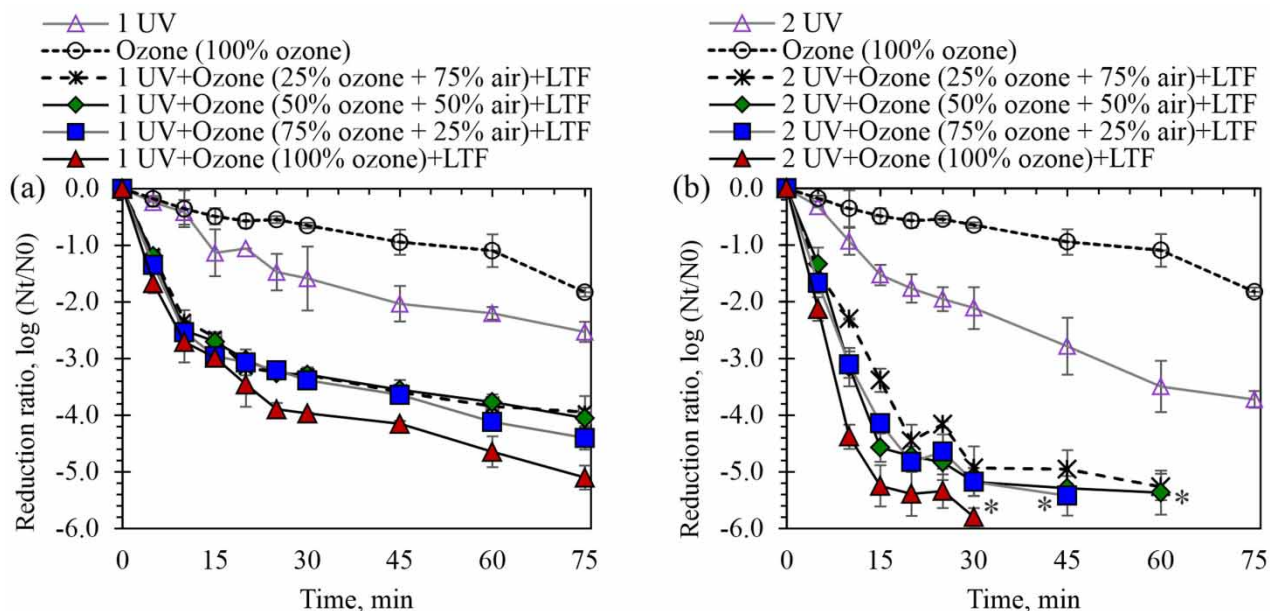 1 UV
Ozone (100% ozone)
1 UV+Ozone (25% ozone + 75% air)+LTF
1 UV+Ozone (50% ozone + 50% air)+LTF
1 UV+Ozone (75% ozone + 25% air)+LTF
1 UV+Ozone (100% ozone)+LTF
(a)
0.0
-1.0
-2.0
-3.0
-4.0
-5.0
-6.0
Reduction ratio, log (Nt/N0)
0 15 30 45 60 75
Time, min
2 UV
Ozone (100% ozone)
2 UV+Ozone (25% ozone + 75% air)+LTF
2 UV+Ozone (50% ozone + 50% air)+LTF
2 UV+Ozone (75% ozone + 25% air)+LTF
2 UV+Ozone (100% ozone)+LTF
(b)
0.0
-1.0
-2.0
-3.0
-4.0
-5.0
-6.0
Reduction ratio, log (Nt/N0)
* * *
0 15 30 45 60 75
Time, min